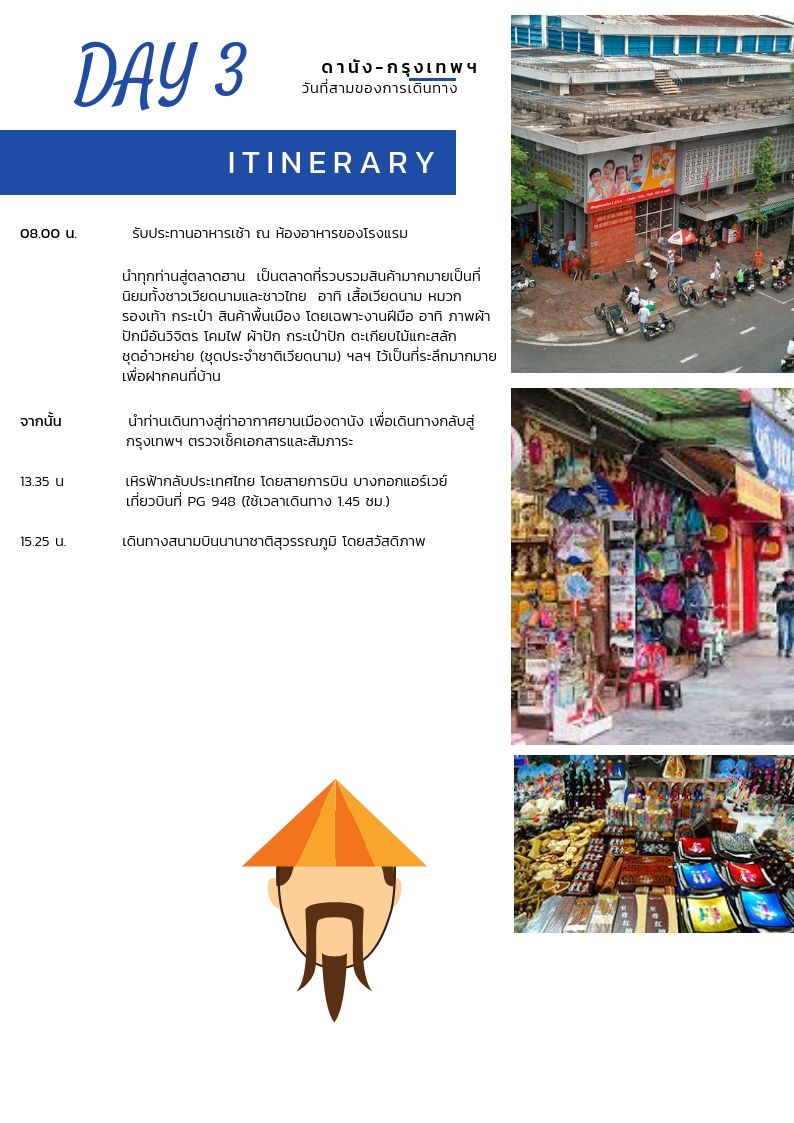 DAY 3
ดานัง-กรุงเทพฯ
วันที่สามของการเดินทาง
ITINERARY
08.00 น. รับประทานอาหารเช้า ณ ห้องอาหารของโรงแรม
นำทุกท่านสู่ตลาดฮาน เป็นตลาดที่รวบรวมสินค้ามากมายเป็นที่
นิยมทั้งชาวเวียดนามและชาวไทย อาทิ เสื้อเวียดนาม หมวก
รองเท้า กระเป๋า สินค้าพื้นเมือง โดยเฉพาะงานฝีมือ อาทิ ภาพผ้า
ปักมืออันวิจิตร โคมไฟ ผ้าปัก กระเป๋าปัก ตะเกียบไม้แกะสลัก
ชุดอ๋าวหย่าย (ชุดประจำชาติเวียดนาม) ฯลฯ ไว้เป็นที่ระลึกมากมาย
เพื่อฝากคนที่บ้าน
จากนั้น นำท่านเดินทางสู่ท่าอากาศยานเมืองดานัง เพื่อเดินทางกลับสู่
กรุงเทพฯ ตรวจเช็คเอกสารและสัมภาระ
13.35 น เหิรฟ้ากลับประเทศไทย โดยสายการบิน บางกอกแอร์เวย์
เที่ยวบินที่ PG 948 (ใช้เวลาเดินทาง 1.45 ชม.)
15.25 น. เดินทางสนามบินนานาชาติสุวรรณภูมิ โดยสวัสดิภาพ